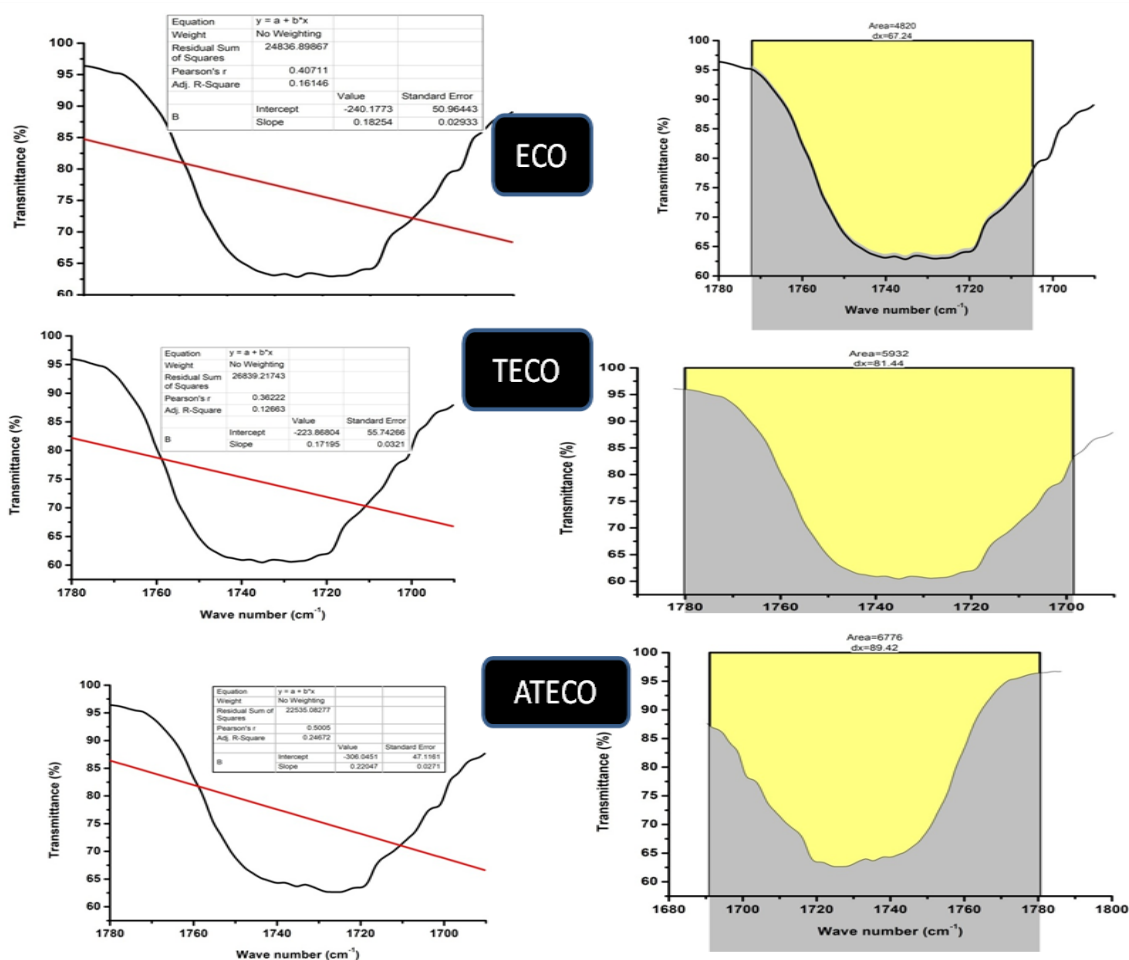 Equation y = a + b*x
Weight No Weighting
Residual Sum of Squares 24836.89867
Pearson's r 0.40711
Adj. R-Square 0.16146
Value Standard Error
B Intercept -240.1773 50.96443
Slope 0.18254 0.02933
100
95
90
85
80
75
70
65
60
Transmittance (%)
ECO
Area=4820
dx=67.24
100
95
90
85
80
75
70
65
60
Transmittance (%)
1780 1760 1740 1720 1700
Wave number (cm-1)
Equation y = a + b*x
Weight No Weighting
Residual Sum of Squares 26839.21743
Pearson's r 0.36222
Adj. R-Square 0.12663
Value Standard Error
B Intercept -223.86804 55.74266
Slope 0.17195 0.0321
100
95
90
85
80
75
70
65
60
Transmittance (%)
1780 1760 1740 1720 1700
Wave number (cm-1)
TECO
Area=5932
dx=81.44
100
95
90
85
80
75
70
65
60
Transmittance (%)
1780 1760 1740 1720 1700
Equation y = a + b*x
Weight No Weighting
Residual Sum of Squares 22535.08277
Pearson's r 0.5005
Adj. R-Square 0.24672
Value Standard Error
B Intercept -306.0451 47.1161
Slope 0.22047 0.0271
100
95
90
85
80
75
70
65
60
Transmittance (%)
1780 1760 1740 1720 1700
Wave number (cm-1)
ATECO
Area=6776
dx=89.42
100
95
90
85
80
75
70
65
60
Transmittance (%)
1680 1700 1720 1740 1760 1780 1800
Wave number (cm-1)